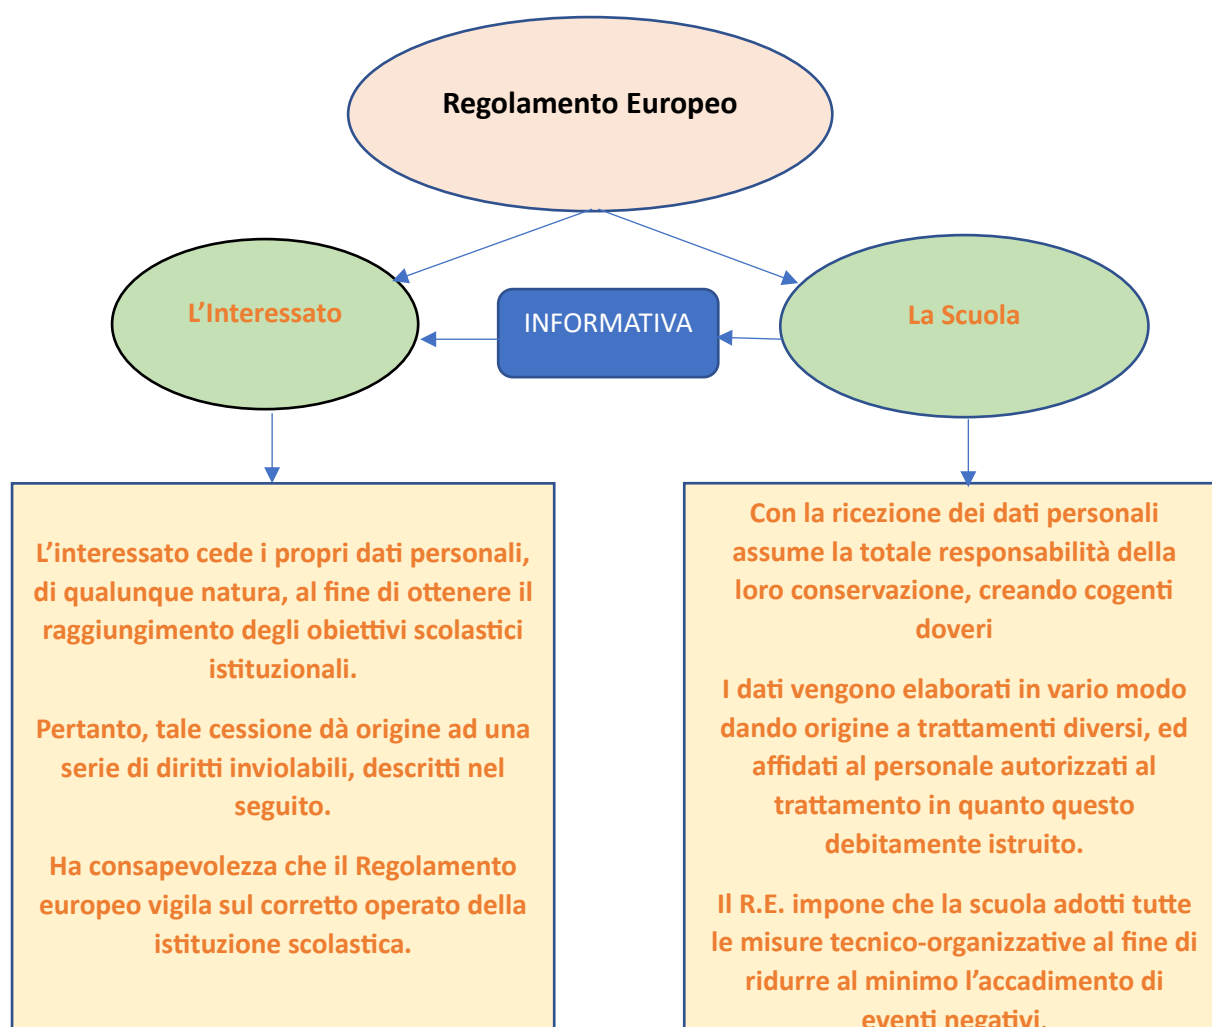 Regolamento Europeo
L’Interessato
INFORMATIVA
La Scuola
L’interessato cede i propri dati personali,
di qualunque natura, al fine di ottenere il
raggiungimento degli obiettivi scolastici
istituzionali.
Pertanto, tale cessione dà origine ad una
serie di diritti inviolabili, descritti nel
seguito.
Ha consapevolezza che il Regolamento
europeo vigila sul corretto operato della
istituzione scolastica.
Con la ricezione dei dati personali
assume la totale responsabilità della
loro conservazione, creando cogenti
doveri
I dati vengono elaborati in vario modo
dando origine a trattamenti diversi, ed
affidati al personale autorizzati al
trattamento in quanto questo
debitamente istruito.
Il R.E. impone che la scuola adotti tutte
le misure tecnico-organizzative al fine di
ridurre al minimo l’accadimento di
eventi negativi.